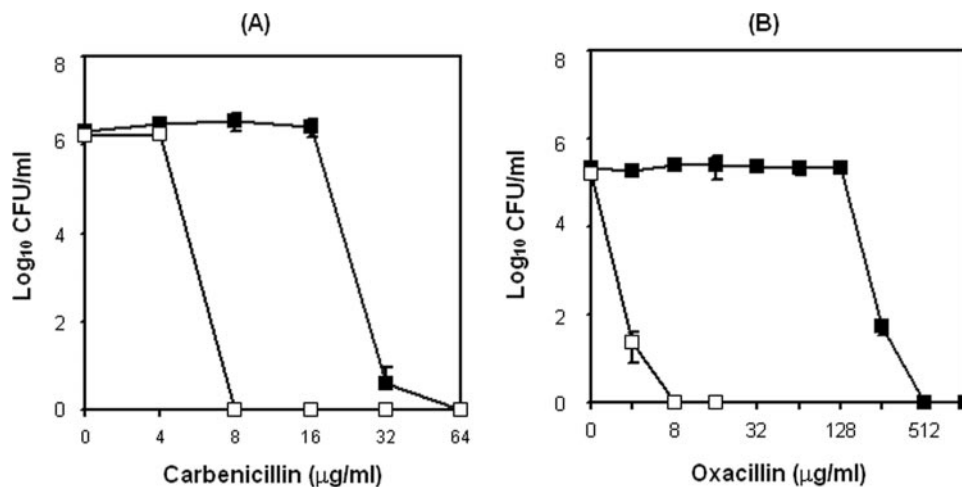 (A)
Log₁₀ CFU/ml
8
6
4
2
0
0 4 8 16 32 64
Carbenicillin (μg/ml)
(B)
Log₁₀ CFU/ml
8
6
4
2
0
0 8 32 128 512
Oxacillin (μg/ml)